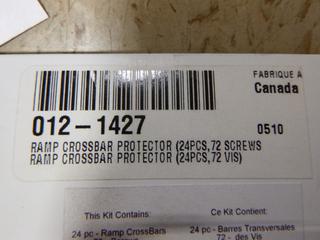 FABRIQUE A
Canada
012-1427
0510
RAMP CROSSBAR PROTECTOR (24PCS,72 SCREWS
RAMP CROSSBAR PROTECTOR (24PCS,72 VIS)
This Kit Contains:
Ce Kit Contient:
24 pc - Ramp CrossBars
24 pc - Barres Transversales
72 - des Vis